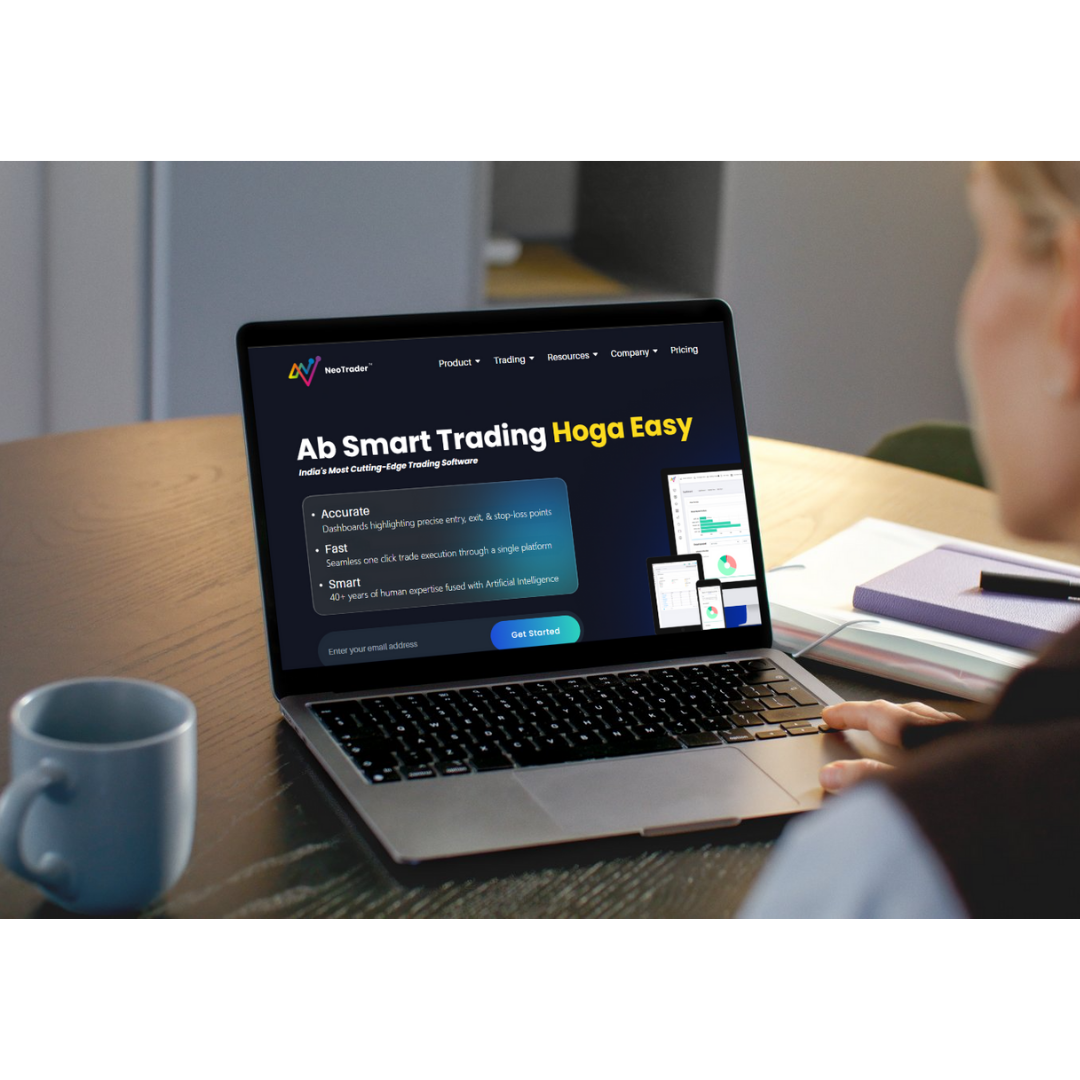 NeoTrader™
Product Trading Resources Company Pricing
Ab Smart Trading Hoga Easy
India's Most Cutting-Edge Trading Software
• Accurate
Dashboards highlighting precise entry, exit, & stop-loss points
• Fast
Seamless one click trade execution through a single platform
• Smart
40+ years of human expertise fused with Artificial Intelligence
Enter your email address
Get Started